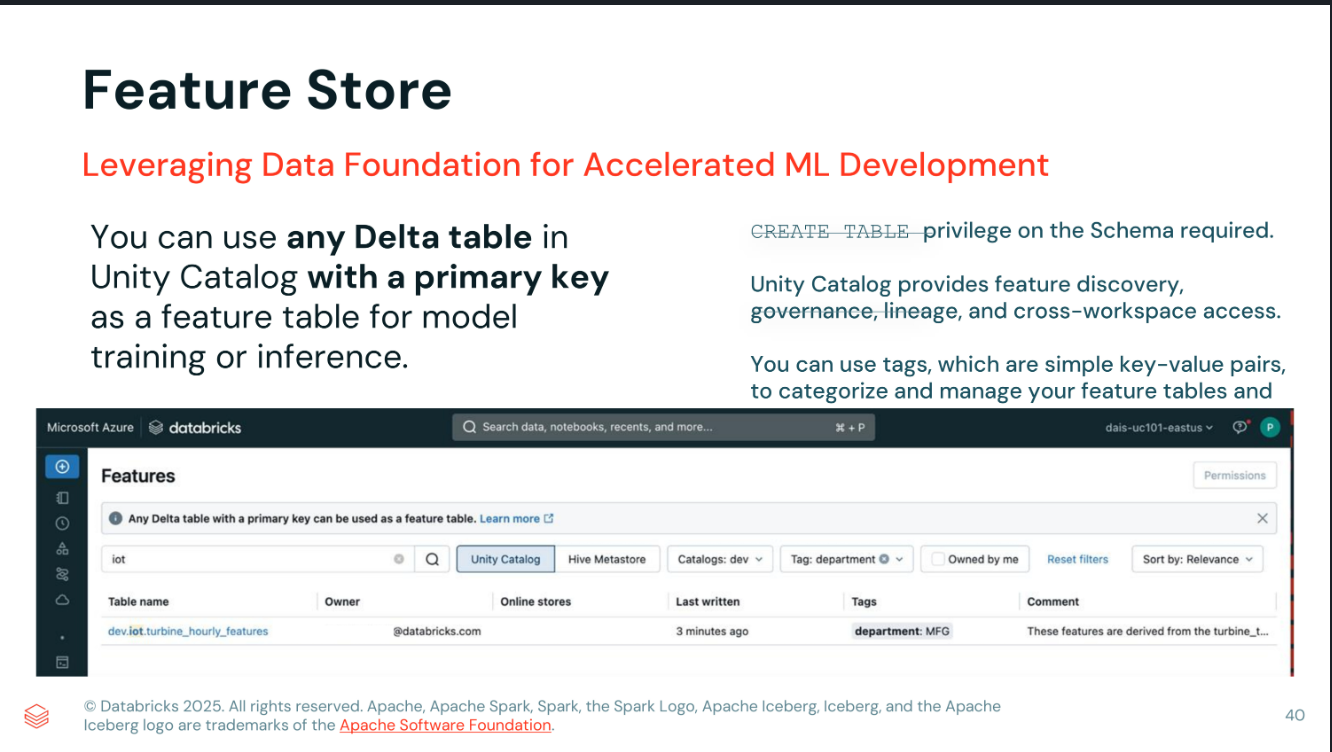 Feature Store
Leveraging Data Foundation for Accelerated ML Development
You can use any Delta table in
Unity Catalog with a primary key
as a feature table for model
training or inference.
CREATE TABLE privilege on the Schema required.
Unity Catalog provides feature discovery,
governance, lineage, and cross-workspace access.
You can use tags, which are simple key-value pairs,
to categorize and manage your feature tables and
Microsoft Azure databricks Search data, notebooks, recents, and more... ⌘ + P dais-uc101-eastus P
Features Permissions
Any Delta table with a primary key can be used as a feature table. Learn more
iot Unity Catalog Hive Metastore Catalogs: dev Tag: department Owned by me Reset filters Sort by: Relevance
Table name Owner Online stores Last written Tags Comment
dev.iot.turbine_hourly_features @databricks.com 3 minutes ago department: MFG These features are derived from the turbine_t...
© Databricks 2025. All rights reserved. Apache, Apache Spark, Spark, the Spark Logo, Apache Iceberg, Iceberg, and the Apache
Iceberg logo are trademarks of the Apache Software Foundation.
40